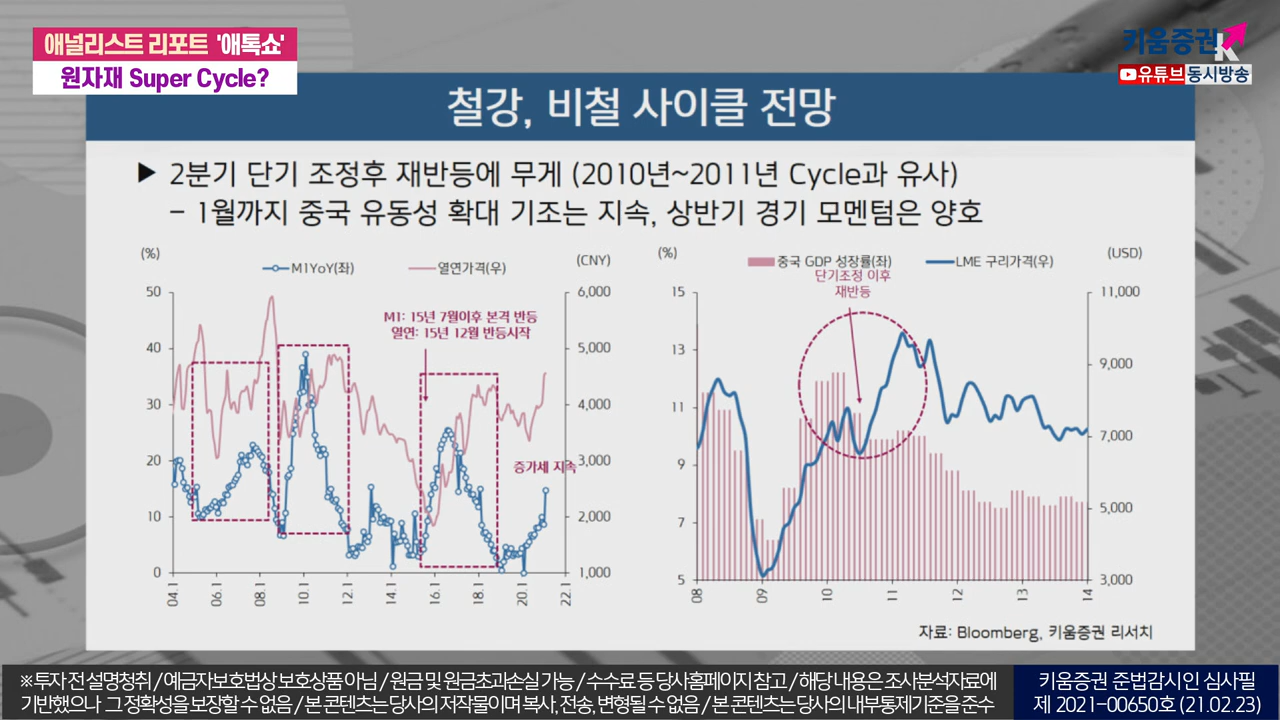 애널리스트 리포트 '애톡쇼'
원자재 Super Cycle?
키움증권
유튜브 동시방송
철강, 비철 사이클 전망
▶ 2분기 단기 조정후 재반등에 무게 (2010년~2011년 Cycle과 유사)
– 1월까지 중국 유동성 확대 기조는 지속, 상반기 경기 모멘텀은 양호
(%) M1YoY(좌) 열연가격(우) (CNY)
50 6,000
M1: 15년 7월이후 본격 반등
열연: 15년 12월 반등시작
40 5,000
30 4,000
증가세 지속
20 3,000
10 2,000
0 1,000
04.1 06.1 08.1 10.1 12.1 14.1 16.1 18.1 20.1 22.1
(%) 중국 GDP 성장률(좌) LME 구리가격(우) (USD)
단기조정 이후
재반등
15 11,000
13 9,000
11 7,000
9 5,000
7
5 3,000
08 09 10 11 12 13 14
자료: Bloomberg, 키움증권 리서치
※투자 전 설명청취 / 예금자보호법상 보호상품 아님 / 원금 및 원금초과손실 가능 / 수수료 등 당사홈페이지 참고 / 해당 내용은 조사분석자료에
기반했으나 그 정확성을 보장할 수 없음 / 본 콘텐츠는 당사의 저작물이며 복사, 전송, 변형될 수 없음 / 본 콘텐츠는 당사의 내부통제기준을 준수
키움증권 준법감시인 심사필
제 2021-00650호 (21.02.23)